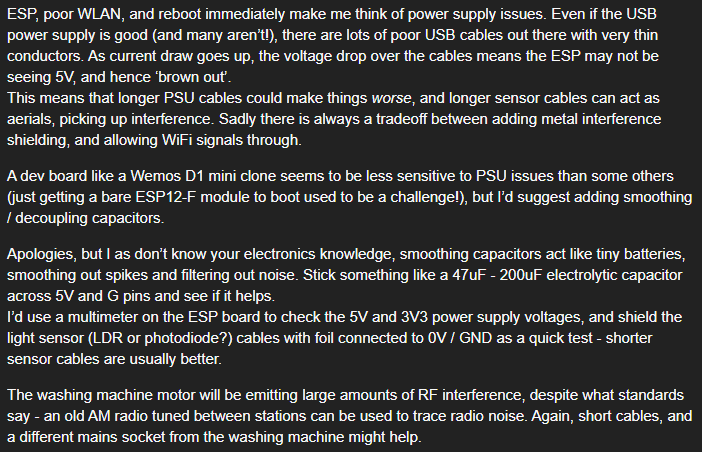 ESP, poor WLAN, and reboot immediately make me think of power supply issues. Even if the USB
power supply is good (and many aren’t!), there are lots of poor USB cables out there with very thin
conductors. As current draw goes up, the voltage drop over the cables means the ESP may not be
seeing 5V, and hence ‘brown out’.
This means that longer PSU cables could make things worse, and longer sensor cables can act as
aerials, picking up interference. Sadly there is always a tradeoff between adding metal interference
shielding, and allowing WiFi signals through.
A dev board like a Wemos D1 mini clone seems to be less sensitive to PSU issues than some others
(just getting a bare ESP12-F module to boot used to be a challenge!), but I’d suggest adding smoothing
/ decoupling capacitors.
Apologies, but I as don’t know your electronics knowledge, smoothing capacitors act like tiny batteries,
smoothing out spikes and filtering out noise. Stick something like a 47uF - 200uF electrolytic capacitor
across 5V and G pins and see if it helps.
I’d use a multimeter on the ESP board to check the 5V and 3V3 power supply voltages, and shield the
light sensor (LDR or photodiode?) cables with foil connected to 0V / GND as a quick test - shorter
sensor cables are usually better.
The washing machine motor will be emitting large amounts of RF interference, despite what standards
say - an old AM radio tuned between stations can be used to trace radio noise. Again, short cables, and
a different mains socket from the washing machine might help.